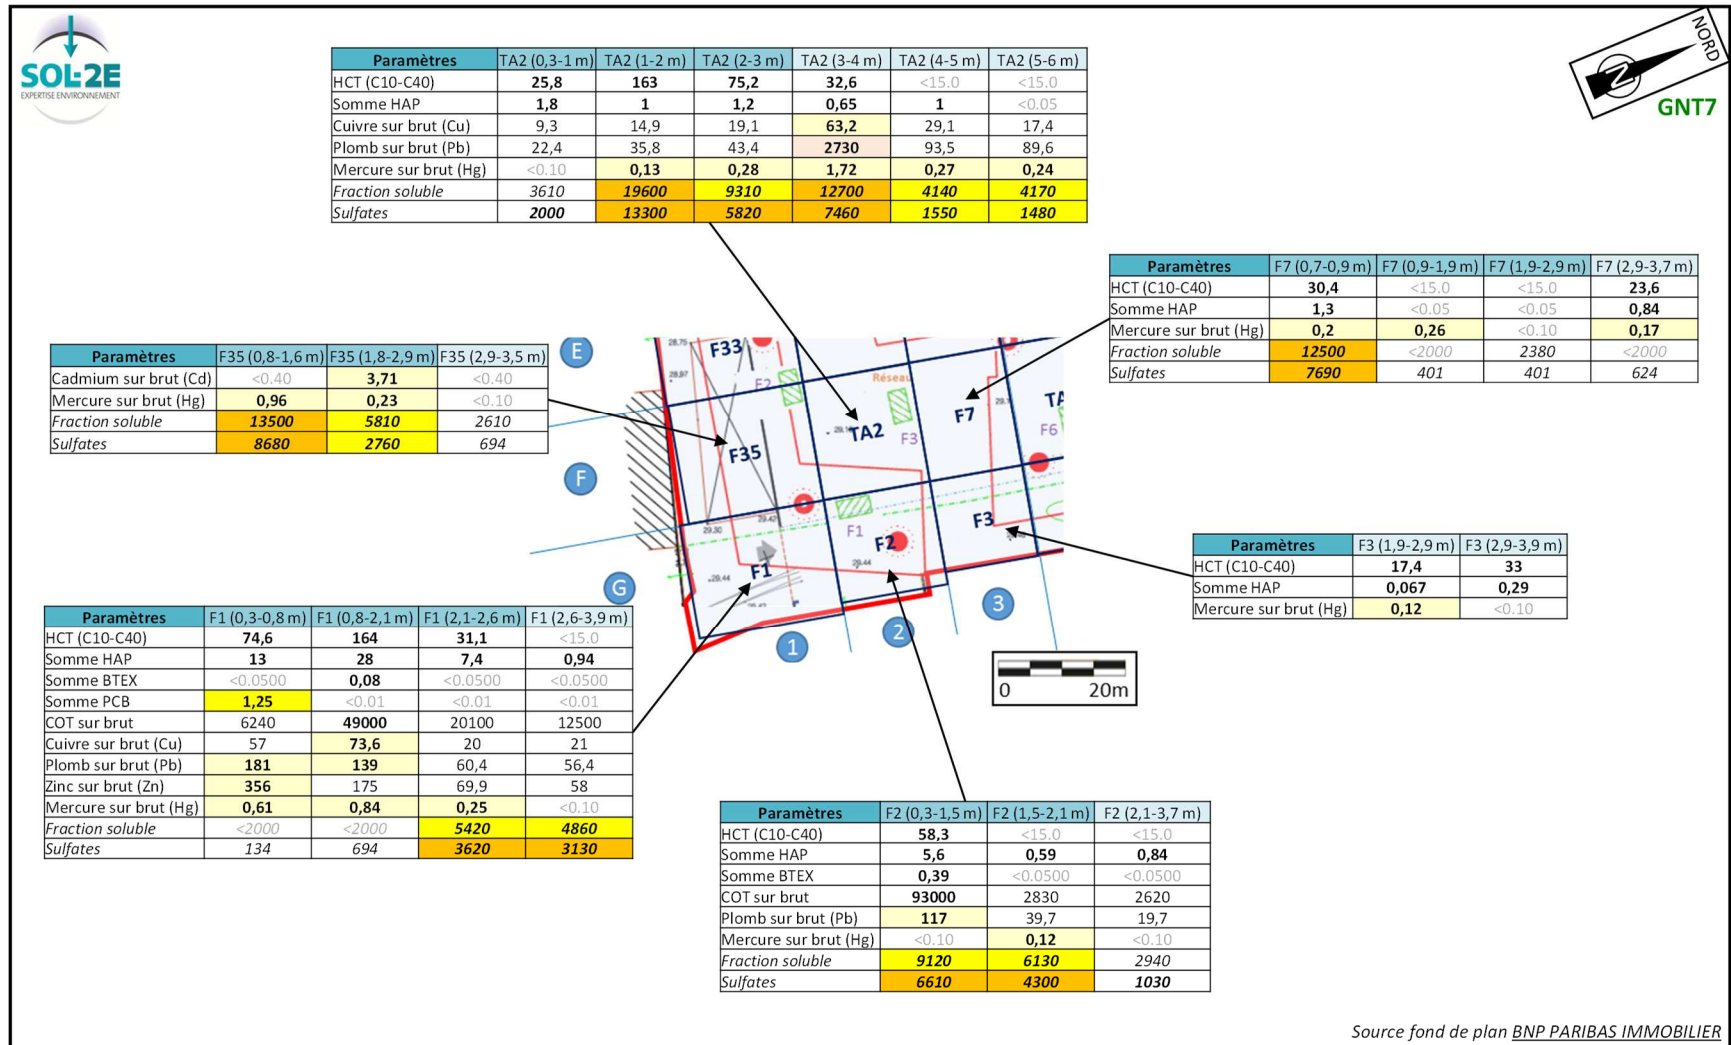 SOL-2E
EXPERTISE ENVIRONNEMENT
NORD
N
GNT7
Paramètres TA2 (0,3-1 m) TA2 (1-2 m) TA2 (2-3 m) TA2 (3-4 m) TA2 (4-5 m) TA2 (5-6 m)
HCT (C10-C40) 25,8 163 75,2 32,6 <15.0 <15.0
Somme HAP 1,8 1 1,2 0,65 1 <0.05
Cuivre sur brut (Cu) 9,3 14,9 19,1 63,2 29,1 17,4
Plomb sur brut (Pb) 22,4 35,8 43,4 2730 93,5 89,6
Mercure sur brut (Hg) <0.10 0,13 0,28 1,72 0,27 0,24
Fraction soluble 3610 19600 9310 12700 4140 4170
Sulfates 2000 13300 5820 7460 1550 1480
Paramètres F7 (0,7-0,9 m) F7 (0,9-1,9 m) F7 (1,9-2,9 m) F7 (2,9-3,7 m)
HCT (C10-C40) 30,4 <15.0 <15.0 23,6
Somme HAP 1,3 <0.05 <0.05 0,84
Mercure sur brut (Hg) 0,2 0,26 <0.10 0,17
Fraction soluble 12500 <2000 2380 <2000
Sulfates 7690 401 401 624
Paramètres F35 (0,8-1,6 m) F35 (1,8-2,9 m) F35 (2,9-3,5 m)
Cadmium sur brut (Cd) <0.40 3,71 <0.40
Mercure sur brut (Hg) 0,96 0,23 <0.10
Fraction soluble 13500 5810 2610
Sulfates 8680 2760 694
E
F
G
28.75
F33
28.97
F2
Réseau
F7
TA2
F3
F6
F35
29.30
29.42
F1
F2
F3
29.44
F1
29.44
1
2
3
0 20m
Paramètres F3 (1,9-2,9 m) F3 (2,9-3,9 m)
HCT (C10-C40) 17,4 33
Somme HAP 0,067 0,29
Mercure sur brut (Hg) 0,12 <0.10
Paramètres F1 (0,3-0,8 m) F1 (0,8-2,1 m) F1 (2,1-2,6 m) F1 (2,6-3,9 m)
HCT (C10-C40) 74,6 164 31,1 <15.0
Somme HAP 13 28 7,4 0,94
Somme BTEX <0.0500 0,08 <0.0500 <0.0500
Somme PCB 1,25 <0.01 <0.01 <0.01
COT sur brut 6240 49000 20100 12500
Cuivre sur brut (Cu) 57 73,6 20 21
Plomb sur brut (Pb) 181 139 60,4 56,4
Zinc sur brut (Zn) 356 175 69,9 58
Mercure sur brut (Hg) 0,61 0,84 0,25 <0.10
Fraction soluble <2000 <2000 5420 4860
Sulfates 134 694 3620 3130
Paramètres F2 (0,3-1,5 m) F2 (1,5-2,1 m) F2 (2,1-3,7 m)
HCT (C10-C40) 58,3 <15.0 <15.0
Somme HAP 5,6 0,59 0,84
Somme BTEX 0,39 <0.0500 <0.0500
COT sur brut 93000 2830 2620
Plomb sur brut (Pb) 117 39,7 19,7
Mercure sur brut (Hg) <0.10 0,12 <0.10
Fraction soluble 9120 6130 2940
Sulfates 6610 4300 1030
Source fond de plan BNP PARIBAS IMMOBILIER